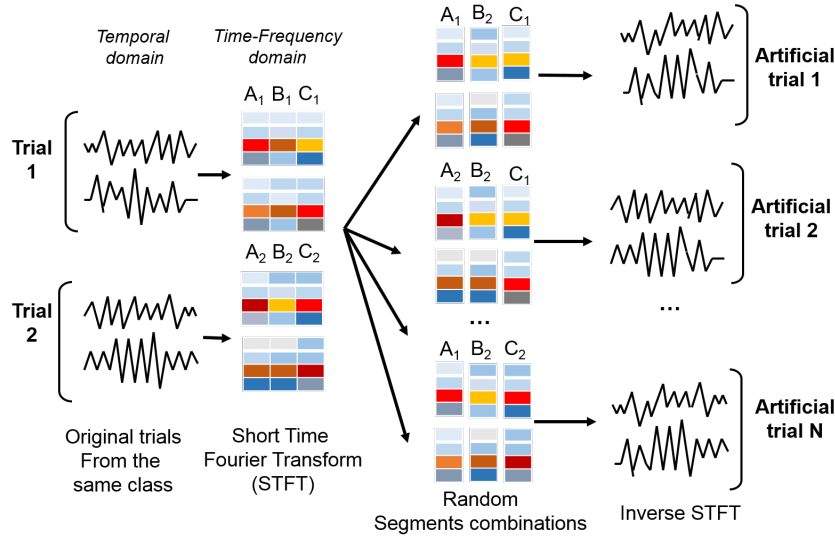 Temporal
domain
Time-Frequency
domain
A1 B1 C1
Trial
1
A2 B2 C2
Trial
2
Original trials
From the
same class
Short Time
Fourier Transform
(STFT)
A1 B2 C1
A2 B2 C1
...
A1 B2 C2
Random
Segments combinations
Artificial
trial 1
Artificial
trial 2
...
Artificial
trial N
Inverse STFT